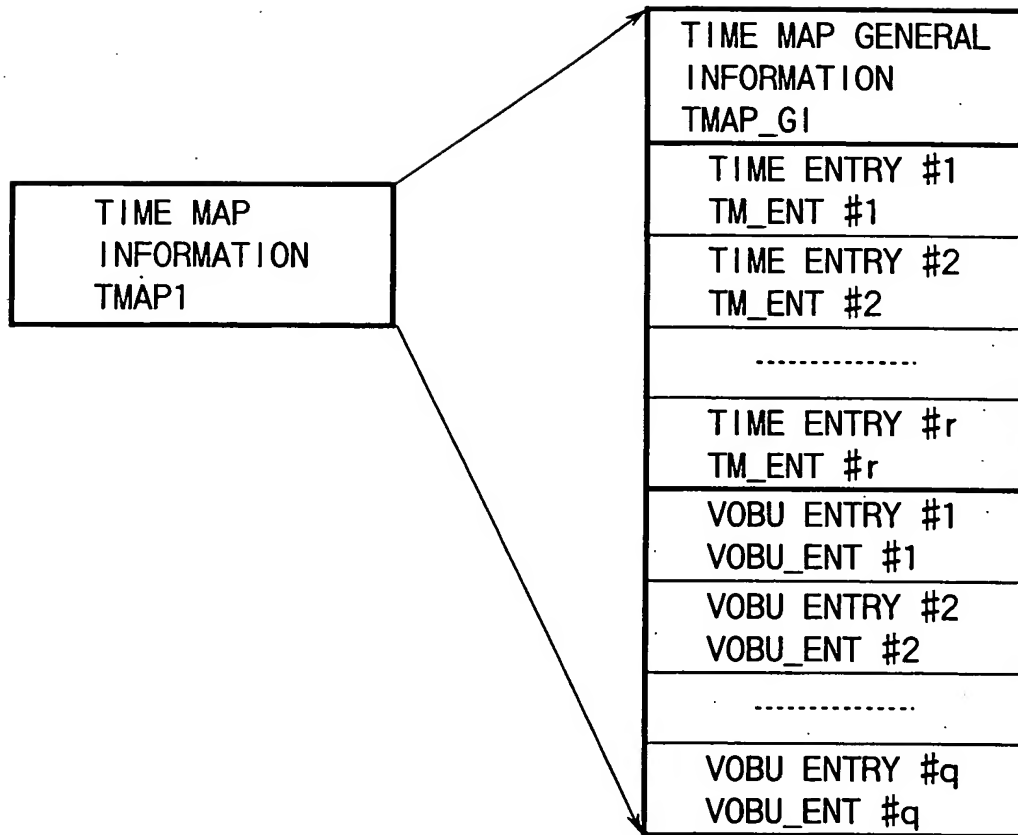 TIME MAP
INFORMATION
TMAP1
TIME MAP GENERAL
INFORMATION
TMAP_GI
TIME ENTRY #1
TM_ENT #1
TIME ENTRY #2
TM_ENT #2
---------------
TIME ENTRY #r
TM_ENT #r
VOBU ENTRY #1
VOBU_ENT #1
VOBU ENTRY #2
VOBU_ENT #2
---------------
VOBU ENTRY #q
VOBU_ENT #q